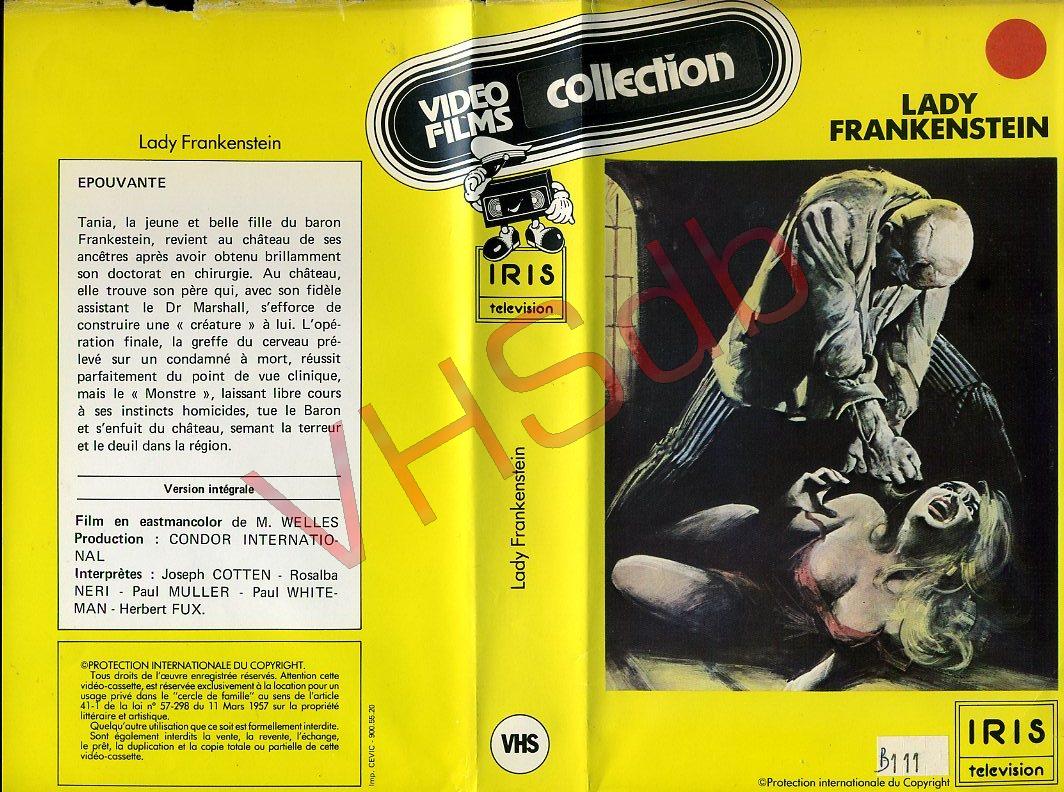 Lady Frankenstein
EPOUVANTE
Tania, la jeune et belle fille du baron
Frankestein, revient au château de ses
ancêtres après avoir obtenu brillamment
son doctorat en chirurgie. Au château,
elle trouve son père qui, avec son fidèle
assistant le Dr Marshall, s'efforce de
construire une « créature » à lui. L'opé-
ration finale, la greffe du cerveau pré-
levé sur un condamné à mort, réussit
parfaitement du point de vue clinique,
mais le « Monstre », laissant libre cours
à ses instincts homicides, tue le Baron
et s'enfuit du château, semant la terreur
et le deuil dans la région.
Version intégrale
Film en eastmancolor de M. WELLES
Production : CONDOR INTERNATIO-
NAL
Interprètes : Joseph COTTEN - Rosalba
NERI - Paul MULLER - Paul WHITE-
MAN - Herbert FUX.
©PROTECTION INTERNATIONALE DU COPYRIGHT.
Tous droits de l'œuvre enregistrée réservés. Attention cette
vidéo-cassette, est réservée exclusivement à la location pour un
usage privé dans le "cercle de famille" au sens de l'article
41-1 de la loi n° 57-298 du 11 Mars 1957 sur la propriété
littéraire et artistique.
Quelqu'autre utilisation que ce soit est formellement interdite.
Sont également interdits la vente, la revente, l'échange,
le prêt, la duplication et la copie totale ou partielle de cette
vidéo-cassette.
Imp. CEVIC - 900.55.20
VIDEO
FILMS
collection
IRIS
television
Lady Frankenstein
VHS
LADY
FRANKENSTEIN
B111
©Protection internationale du Copyright
IRIS
television
VHSdb